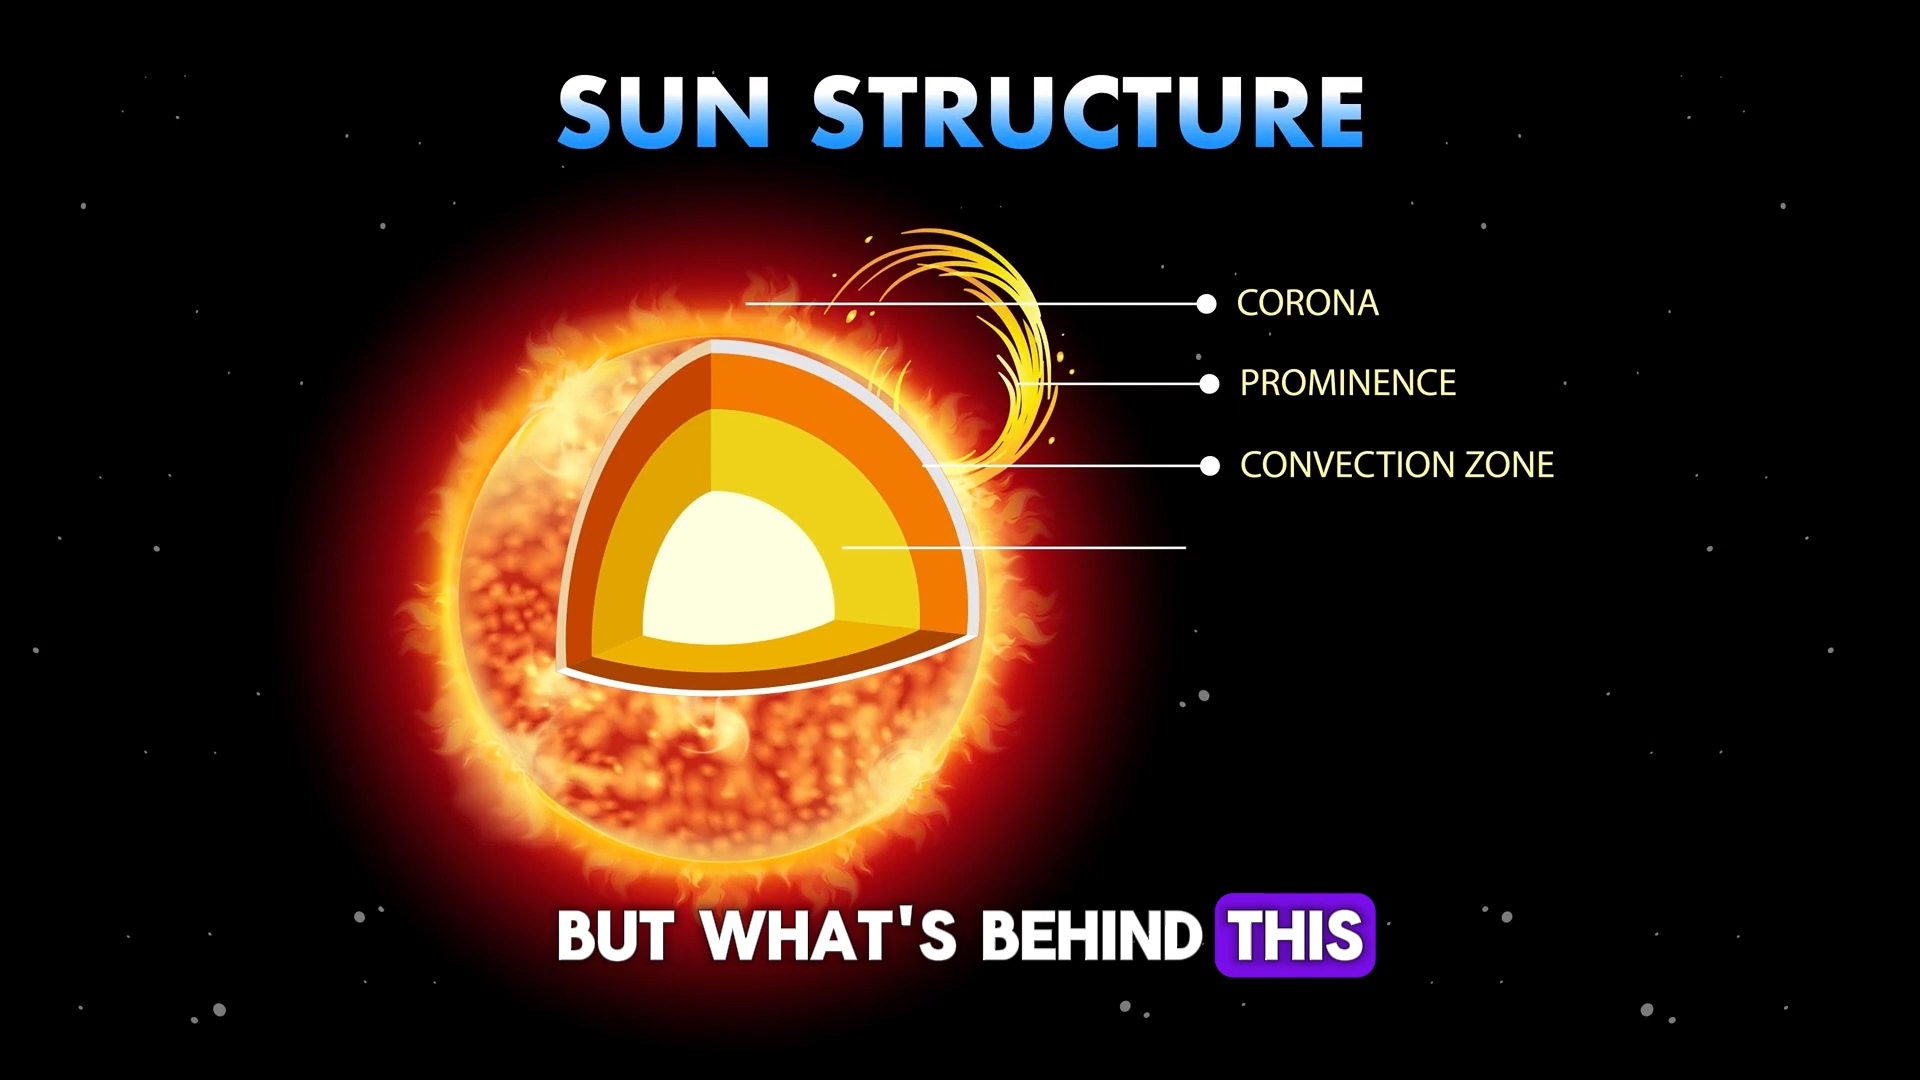 SUN STRUCTURE
CORONA
PROMINENCE
CONVECTION ZONE
BUT WHAT'S BEHIND THIS